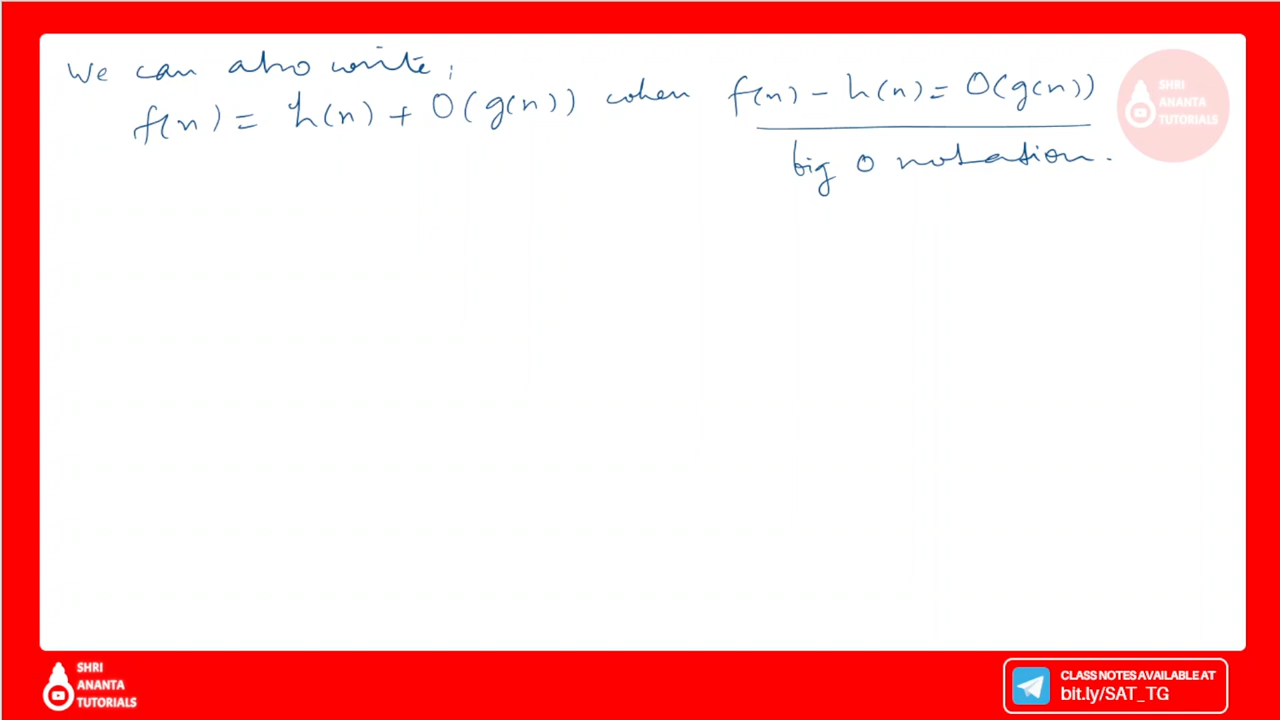 We can also write,
f(n) = h(n) + O(g(n)) when f(n) - h(n) = O(g(n))
big O notation.
SHRI
ANANTA
TUTORIALS
SHRI
ANANTA
TUTORIALS
CLASS NOTES AVAILABLE AT
bit.ly/SAT_TG